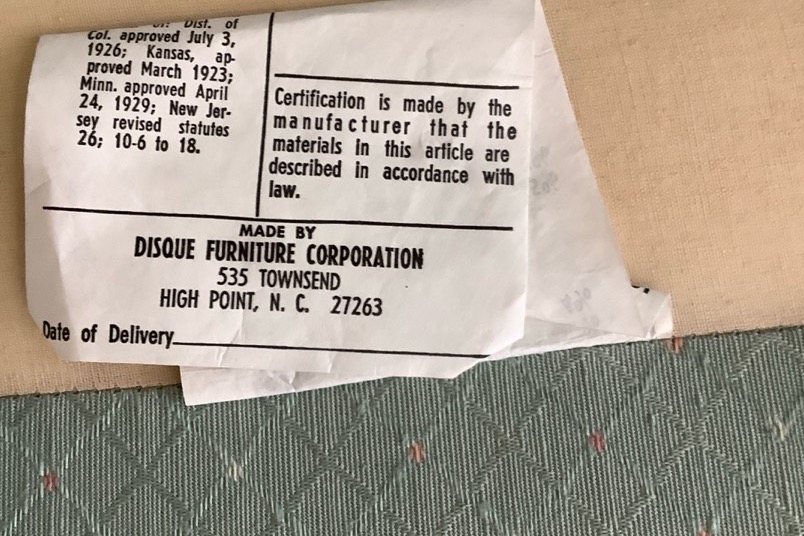 Dist. of
Col. approved July 3,
1926; Kansas, ap-
proved March 1923;
Minn. approved April
24, 1929; New Jer-
sey revised statutes
26; 10-6 to 18.
Certification is made by the
manufacturer that the
materials in this article are
described in accordance with
law.
MADE BY
DISQUE FURNITURE CORPORATION
535 TOWNSEND
HIGH POINT, N. C. 27263
Date of Delivery